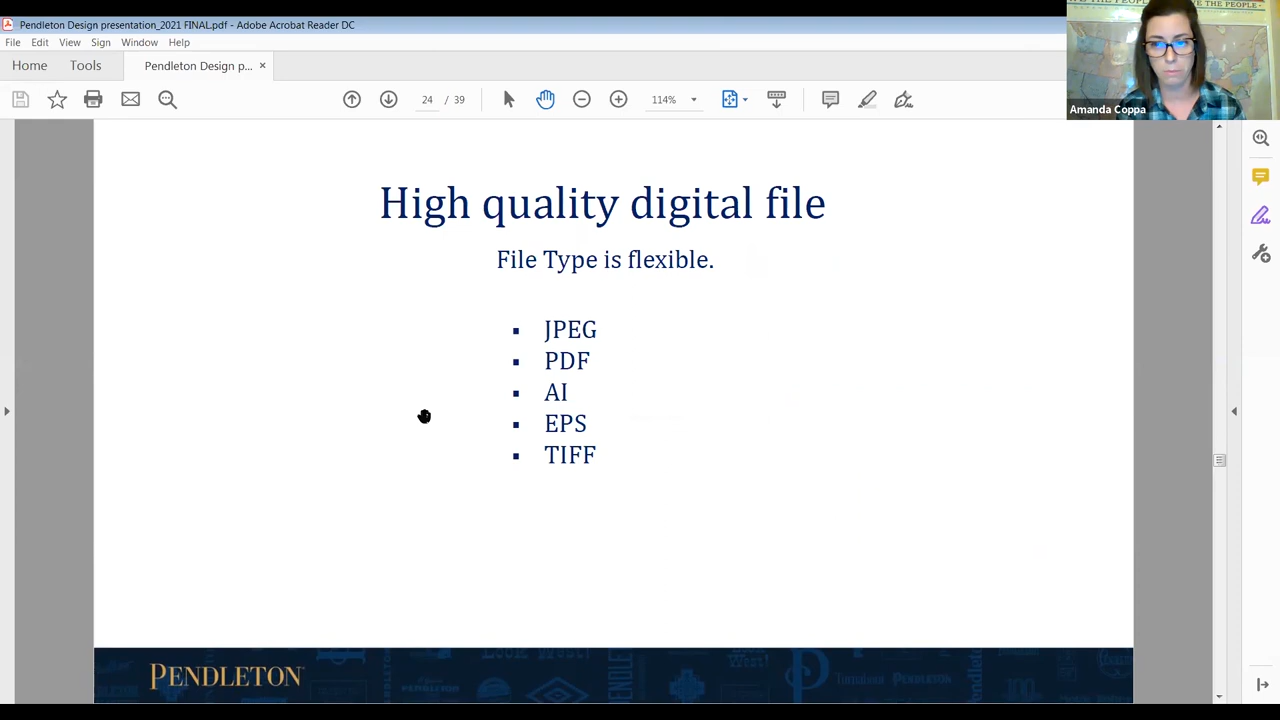 Pendleton Design presentation_2021 FINAL.pdf - Adobe Acrobat Reader DC
File Edit View Sign Window Help
Home Tools Pendleton Design p... ×
24 / 39 114%
THE PEOPLE
Amanda Coppa
High quality digital file
File Type is flexible.
▪ JPEG
▪ PDF
▪ AI
▪ EPS
▪ TIFF
PENDLETON